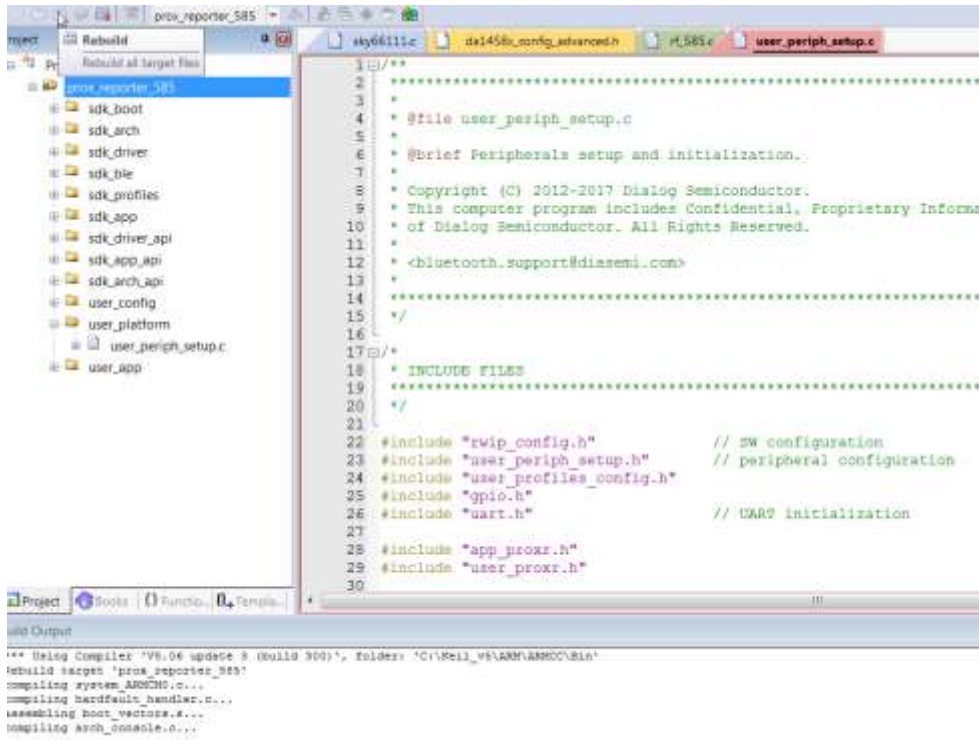 prox_reporter_585
Rebuild
Rebuild all target files
prox_reporter_585
sdk_boot
sdk_arch
sdk_driver
sdk_ble
sdk_profiles
sdk_app
sdk_driver_api
sdk_app_api
sdk_arch_api
user_config
user_platform
user_periph_setup.c
user_app
Project
Books
Functio...
Templa...
sky66111.c
da1458x_config_advanced.h
rf_585.c
user_periph_setup.c
1 /**
2 ****
3 *
4 * @file user_periph_setup.c
5 *
6 * @brief Peripherals setup and initialization.
7 *
8 * Copyright (C) 2012-2017 Dialog Semiconductor.
9 * This computer program includes Confidential, Proprietary Informa
10 * of Dialog Semiconductor. All Rights Reserved.
11 *
12 * <bluetooth.support@diasemi.com>
13 *
14 ****
15 */
16
17 /*
18 * INCLUDE FILES
19 ****
20 */
21
22 #include "rwip_config.h" // SW configuration
23 #include "user_periph_setup.h" // peripheral configuration
24 #include "user_profiles_config.h"
25 #include "gpio.h"
26 #include "uart.h" // UART initialization
27
28 #include "app_proxr.h"
29 #include "user_proxr.h"
30
uild Output
*** Using Compiler 'V5.06 update 5 (build 300)', folder: 'C:\Keil_v5\ARM\ARMCC\Bin'
Rebuild target 'prox_reporter_585'
compiling system_ARMCM0.c...
compiling hardfault_handler.c...
assembling boot_vectors.s...
compiling arch_console.c...